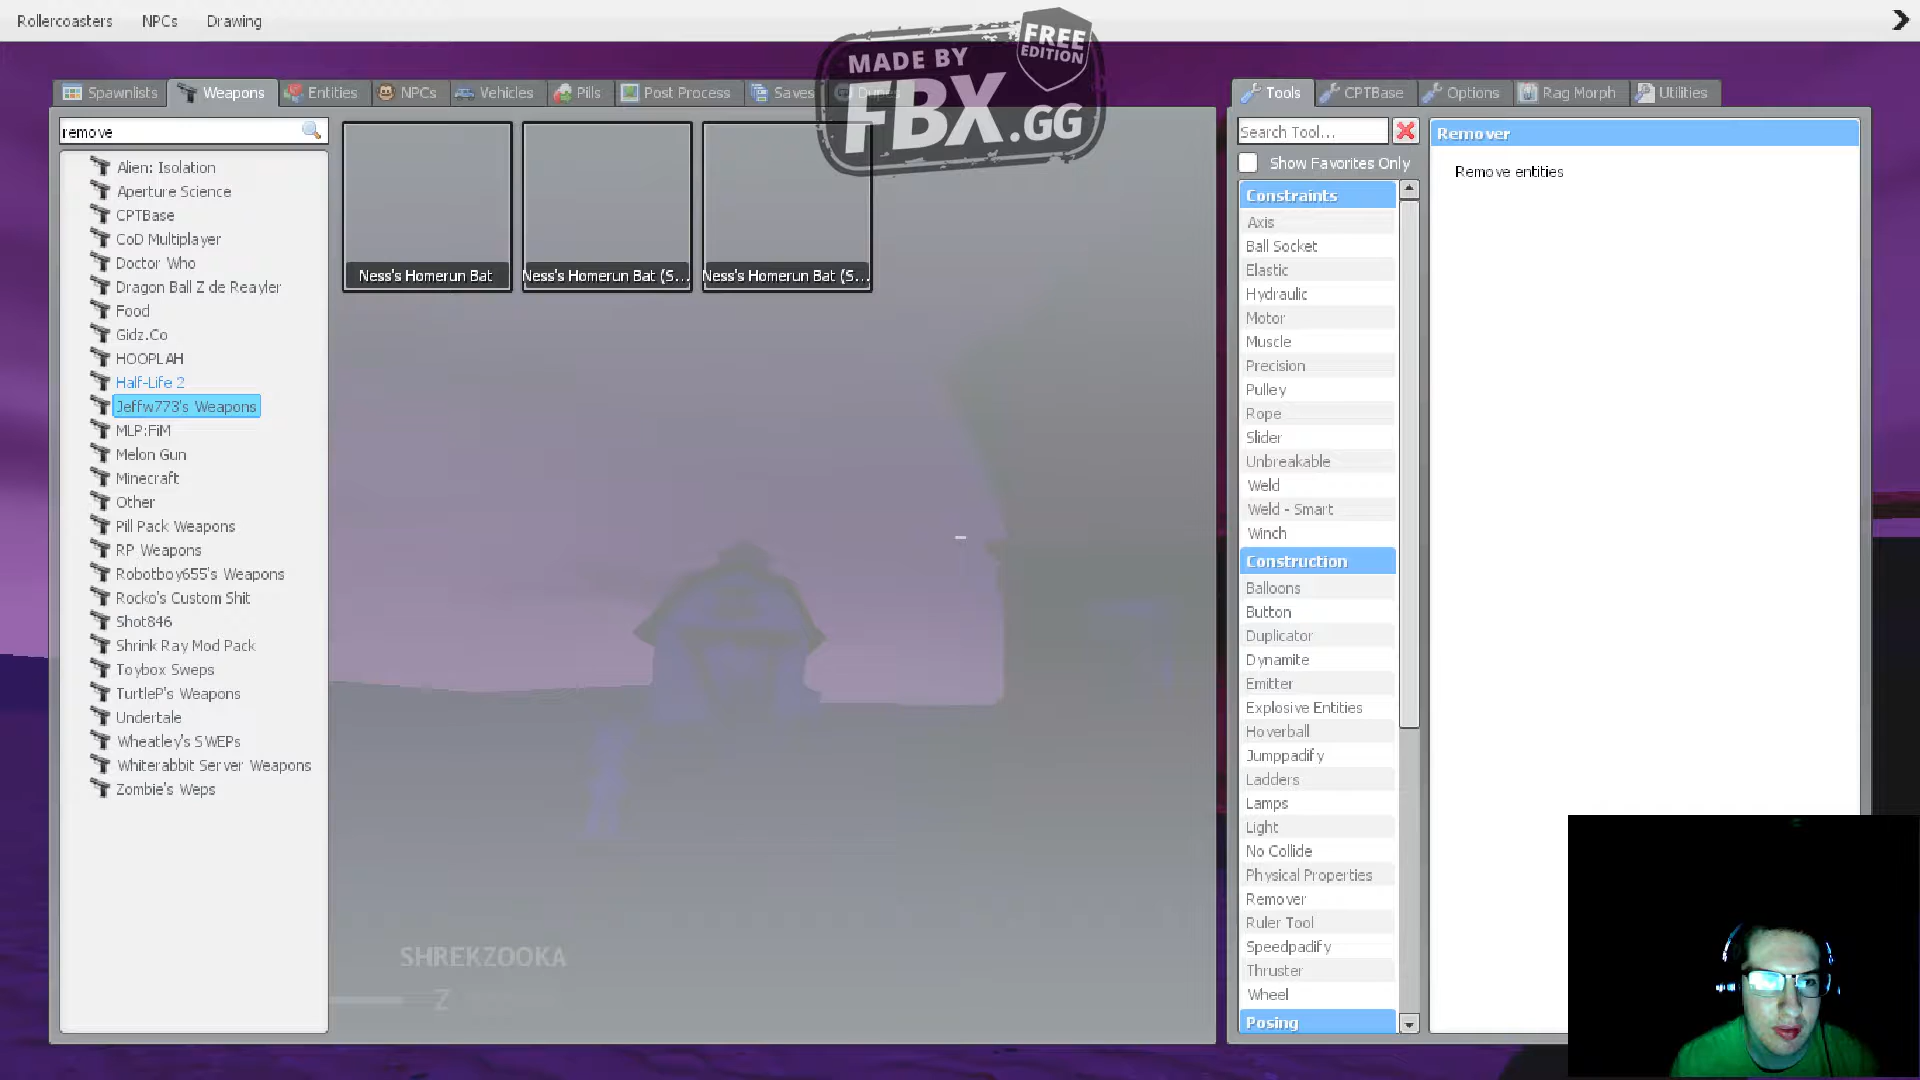 Rollercoasters NPCs Drawing
MADE BY
FREE
EDITION
FBX.GG
Spawnlists Weapons Entities NPCs Vehicles Pills Post Process Saves Dupes
Tools CPTBase Options Rag Morph Utilities
remove
Alien: Isolation
Aperture Science
CPTBase
CoD Multiplayer
Doctor Who
Dragon Ball Z de Reayler
Food
Gidz.Co
HOOPLAH
Half-Life 2
Jeffw773's Weapons
MLP:FiM
Melon Gun
Minecraft
Other
Pill Pack Weapons
RP Weapons
Robotboy655's Weapons
Rocko's Custom Shit
Shot846
Shrink Ray Mod Pack
Toybox Sweps
TurtleP's Weapons
Undertale
Wheatley's SWEPs
Whiterabbit Server Weapons
Zombie's Weps
Ness's Homerun Bat
Ness's Homerun Bat (S...
Ness's Homerun Bat (S...
SHREKZOOKA
Z
Search Tool...
Show Favorites Only
Constraints
Axis
Ball Socket
Elastic
Hydraulic
Motor
Muscle
Precision
Pulley
Rope
Slider
Unbreakable
Weld
Weld - Smart
Winch
Construction
Balloons
Button
Duplicator
Dynamite
Emitter
Explosive Entities
Hoverball
Jumppadify
Ladders
Lamps
Light
No Collide
Physical Properties
Remover
Ruler Tool
Speedpadify
Thruster
Wheel
Posing
Remover
Remove entities